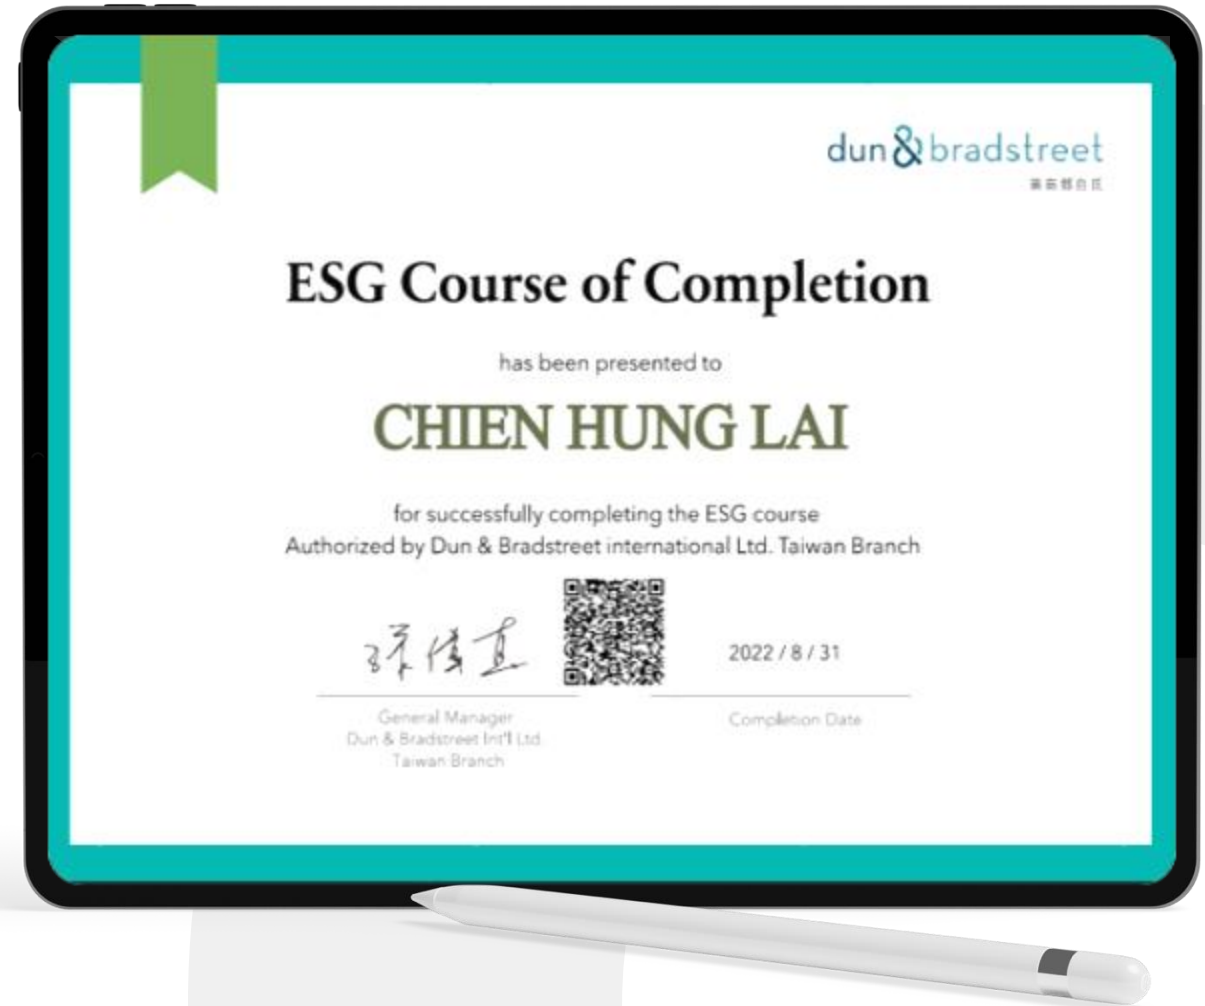 dun & bradstreet
ESG Course of Completion
has been presented to
CHIEN HUNG LAI
for successfully completing the ESG course
Authorized by Dun & Bradstreet international Ltd. Taiwan Branch
2022 / 8 / 31
General Manager
Completion Date
Dun & Bradstreet Int'l Ltd.
Taiwan Branch